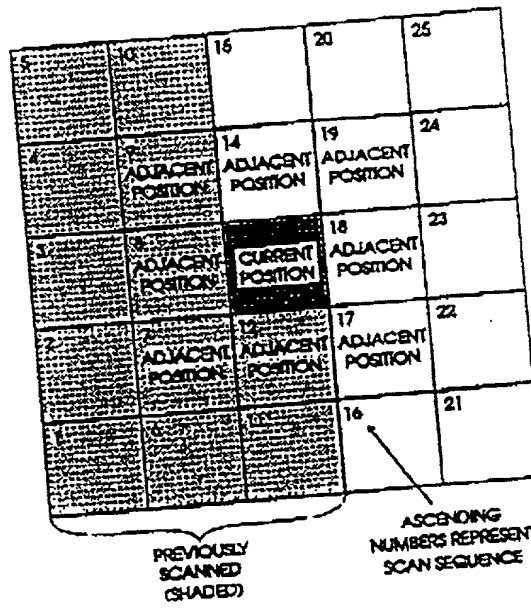 5 10 15 20 25
4 9 14 19 24
ADJACENT ADJACENT ADJACENT
POSITION POSITION POSITION
3 8 18 23
ADJACENT CURRENT ADJACENT
POSITION POSITION POSITION
2 7 12 17 22
ADJACENT ADJACENT ADJACENT
POSITION POSITION POSITION
1 16 21
PREVIOUSLY
SCANNED
(SHADED)
ASCENDING
NUMBERS REPRESENT
SCAN SEQUENCE